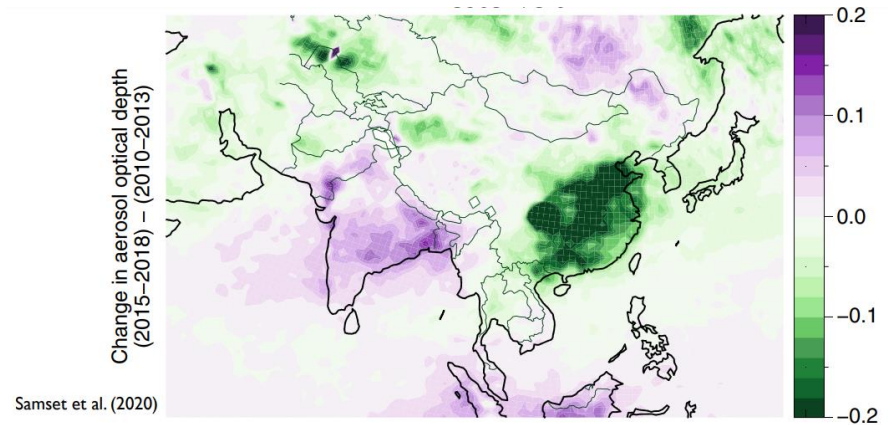 Change in aerosol optical depth
(2015–2018) – (2010–2013)
0.2
0.1
0.0
−0.1
−0.2
Samset et al. (2020)